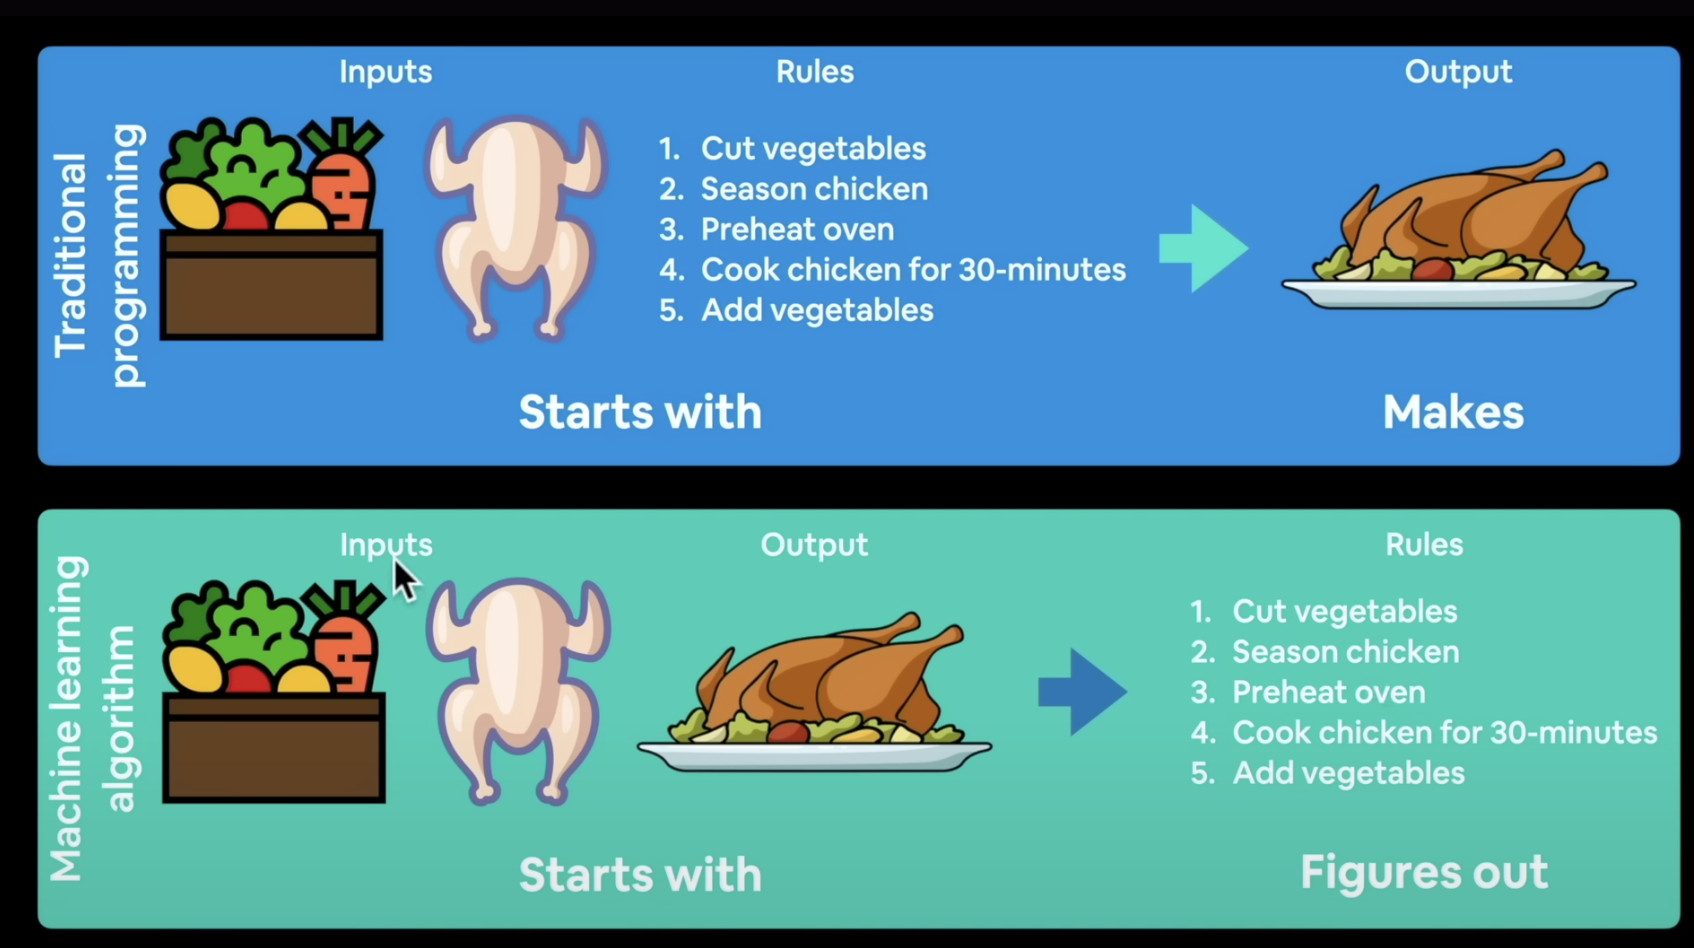 Traditional
programming
Inputs
Rules
Output
1. Cut vegetables
2. Season chicken
3. Preheat oven
4. Cook chicken for 30-minutes
5. Add vegetables
Starts with
Makes
Machine learning
algorithm
Inputs
Output
Rules
1. Cut vegetables
2. Season chicken
3. Preheat oven
4. Cook chicken for 30-minutes
5. Add vegetables
Starts with
Figures out